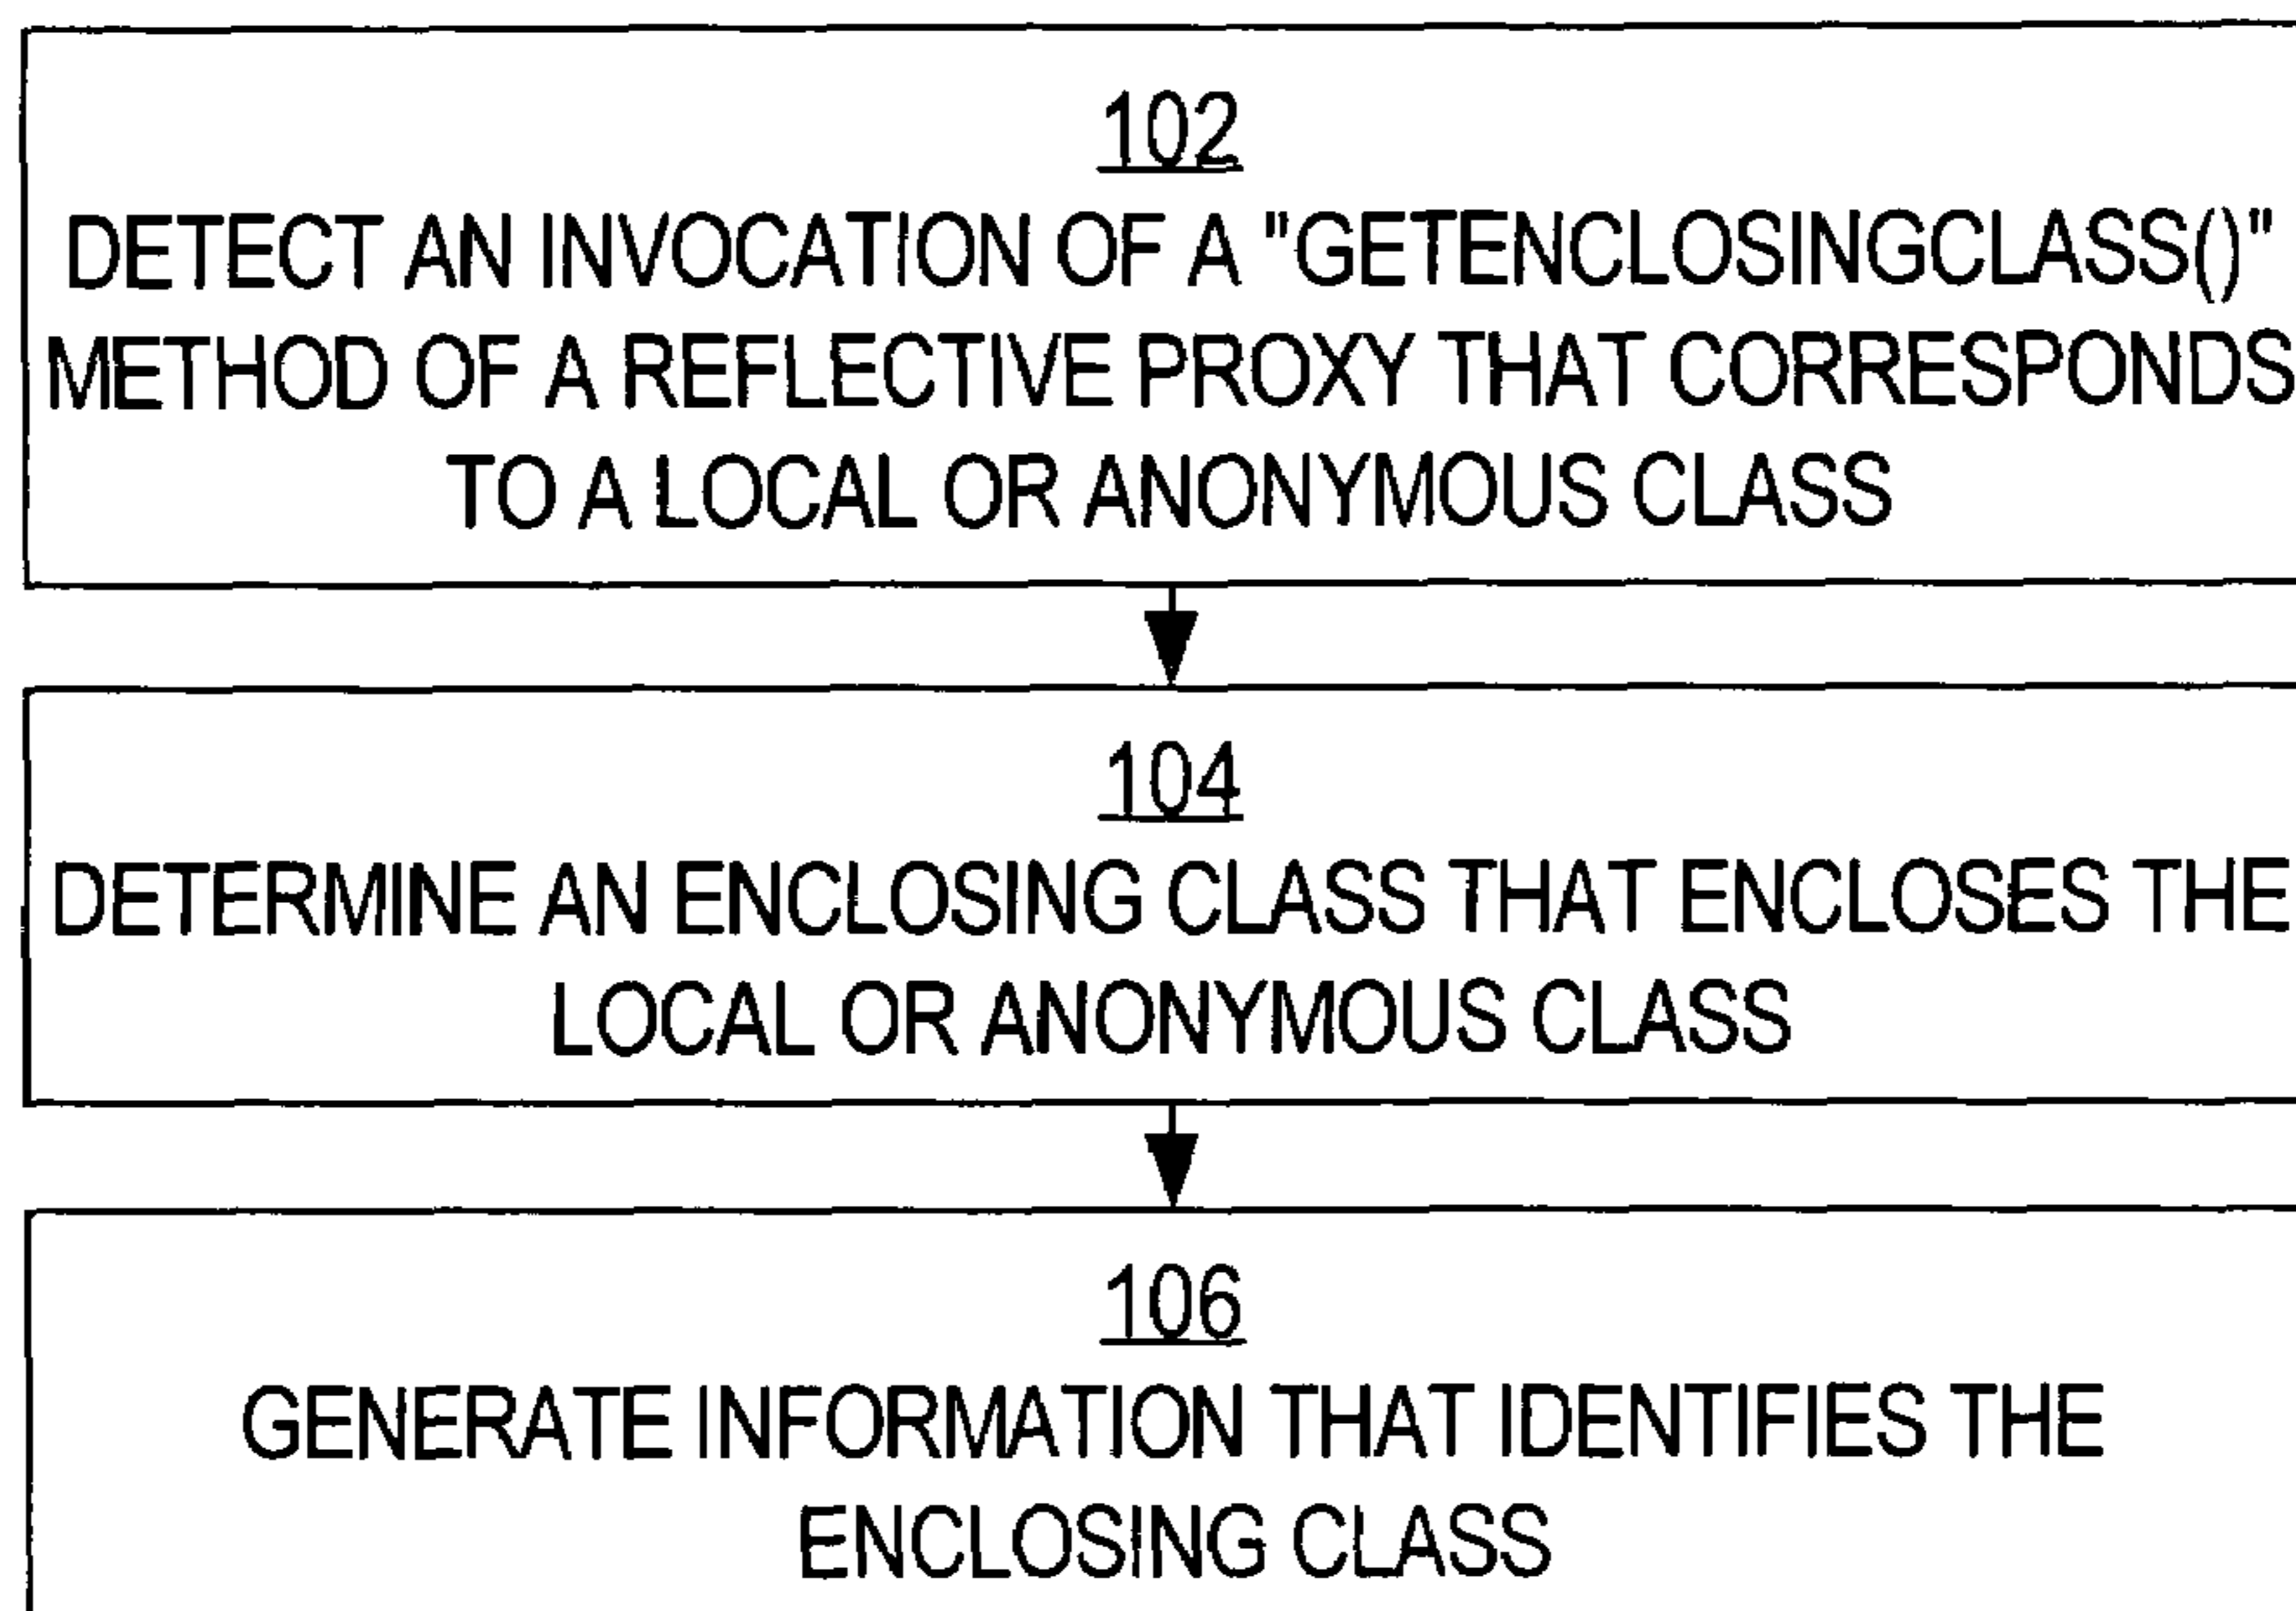 102
DETECT AN INVOCATION OF A "GETENCLOSINGCLASS()"
METHOD OF A REFLECTIVE PROXY THAT CORRESPONDS
TO A LOCAL OR ANONYMOUS CLASS
104
DETERMINE AN ENCLOSING CLASS THAT ENCLOSES THE
LOCAL OR ANONYMOUS CLASS
106
GENERATE INFORMATION THAT IDENTIFIES THE
ENCLOSING CLASS